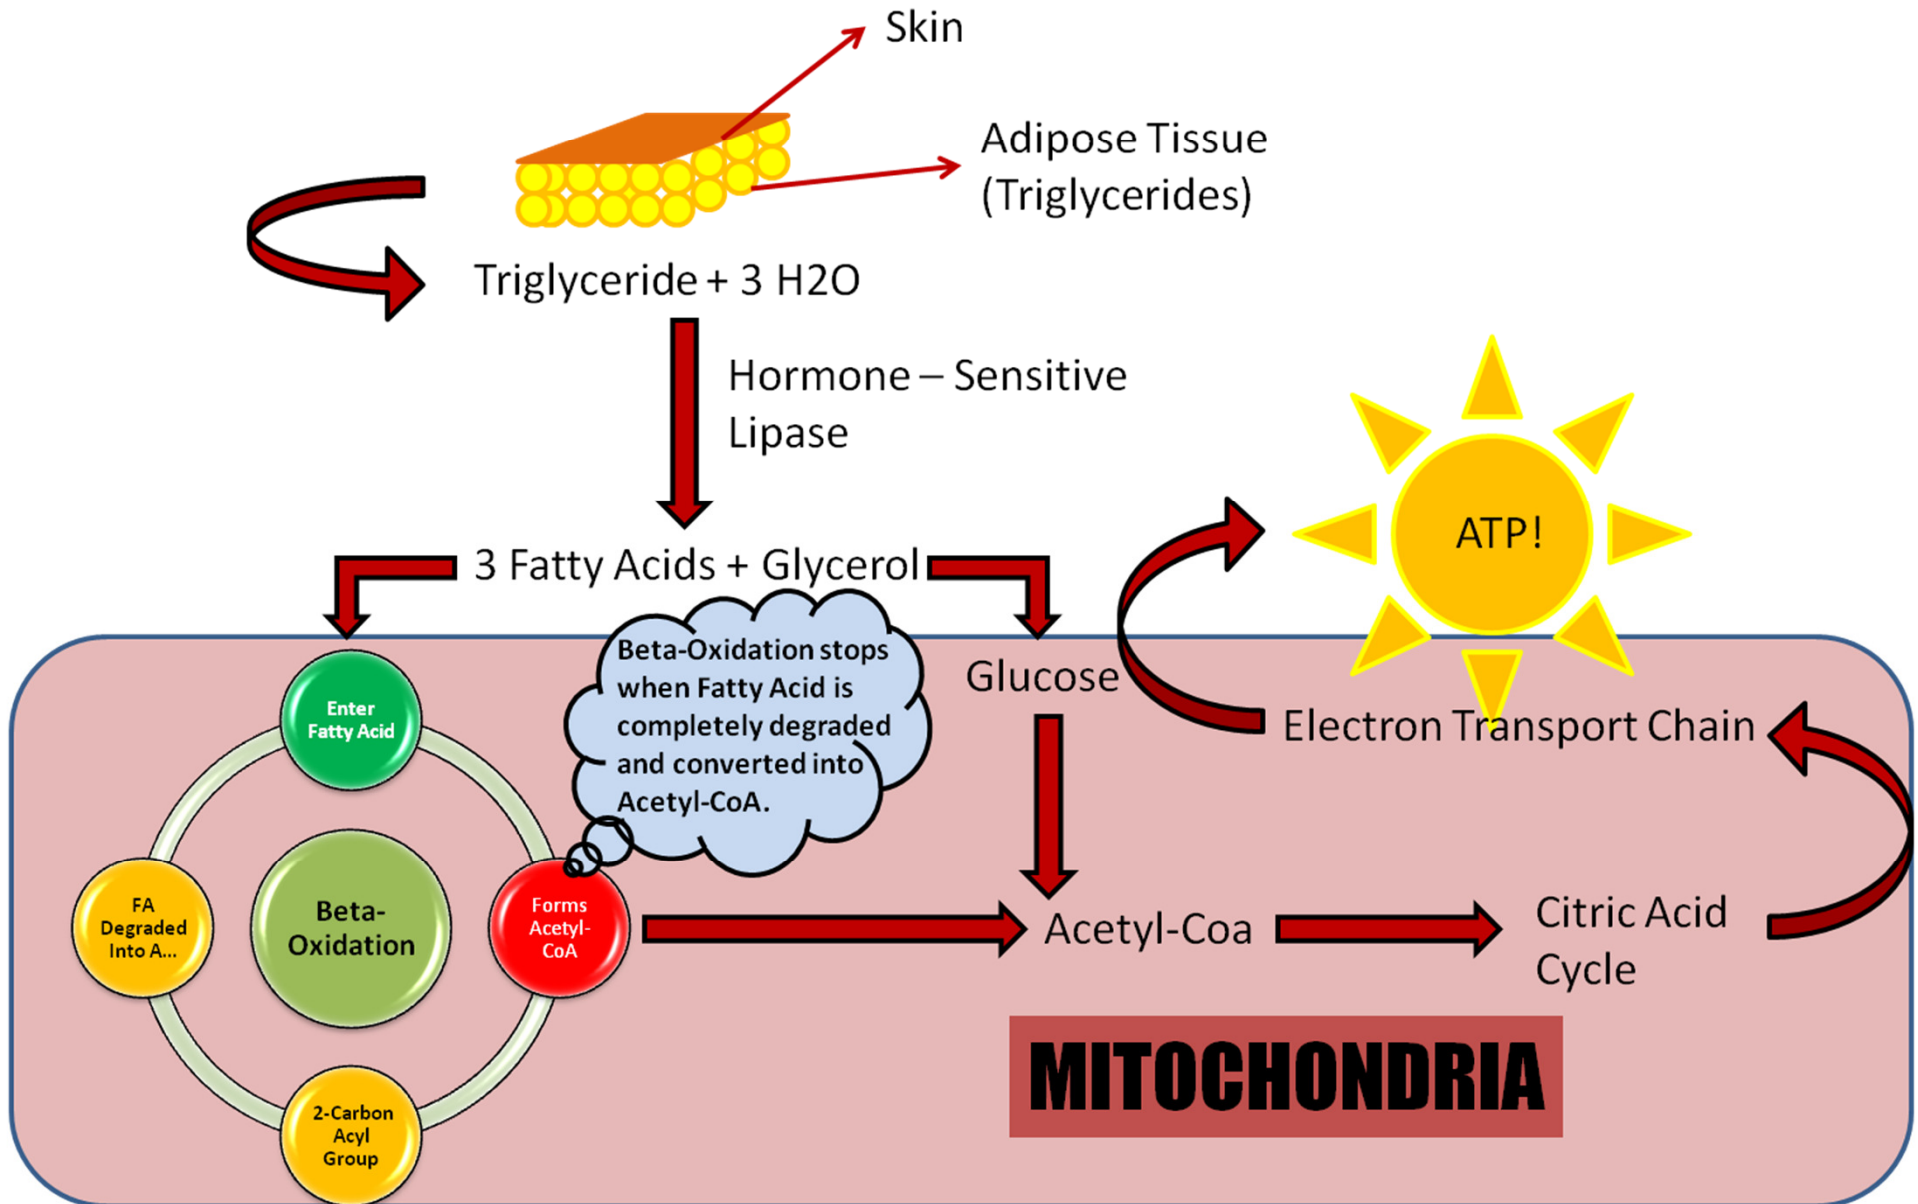 Skin
Adipose Tissue
(Triglycerides)
Triglyceride + 3 H2O
Hormone – Sensitive
Lipase
ATP!
3 Fatty Acids + Glycerol
Beta-Oxidation stops
when Fatty Acid is
completely degraded
and converted into
Acetyl-CoA.
Glucose
Enter
Fatty Acid
Electron Transport Chain
FA
Degraded
Into A...
Beta-
Oxidation
Forms
Acetyl-
CoA
Acetyl-Coa
Citric Acid
Cycle
MITOCHONDRIA
2-Carbon
Acyl
Group